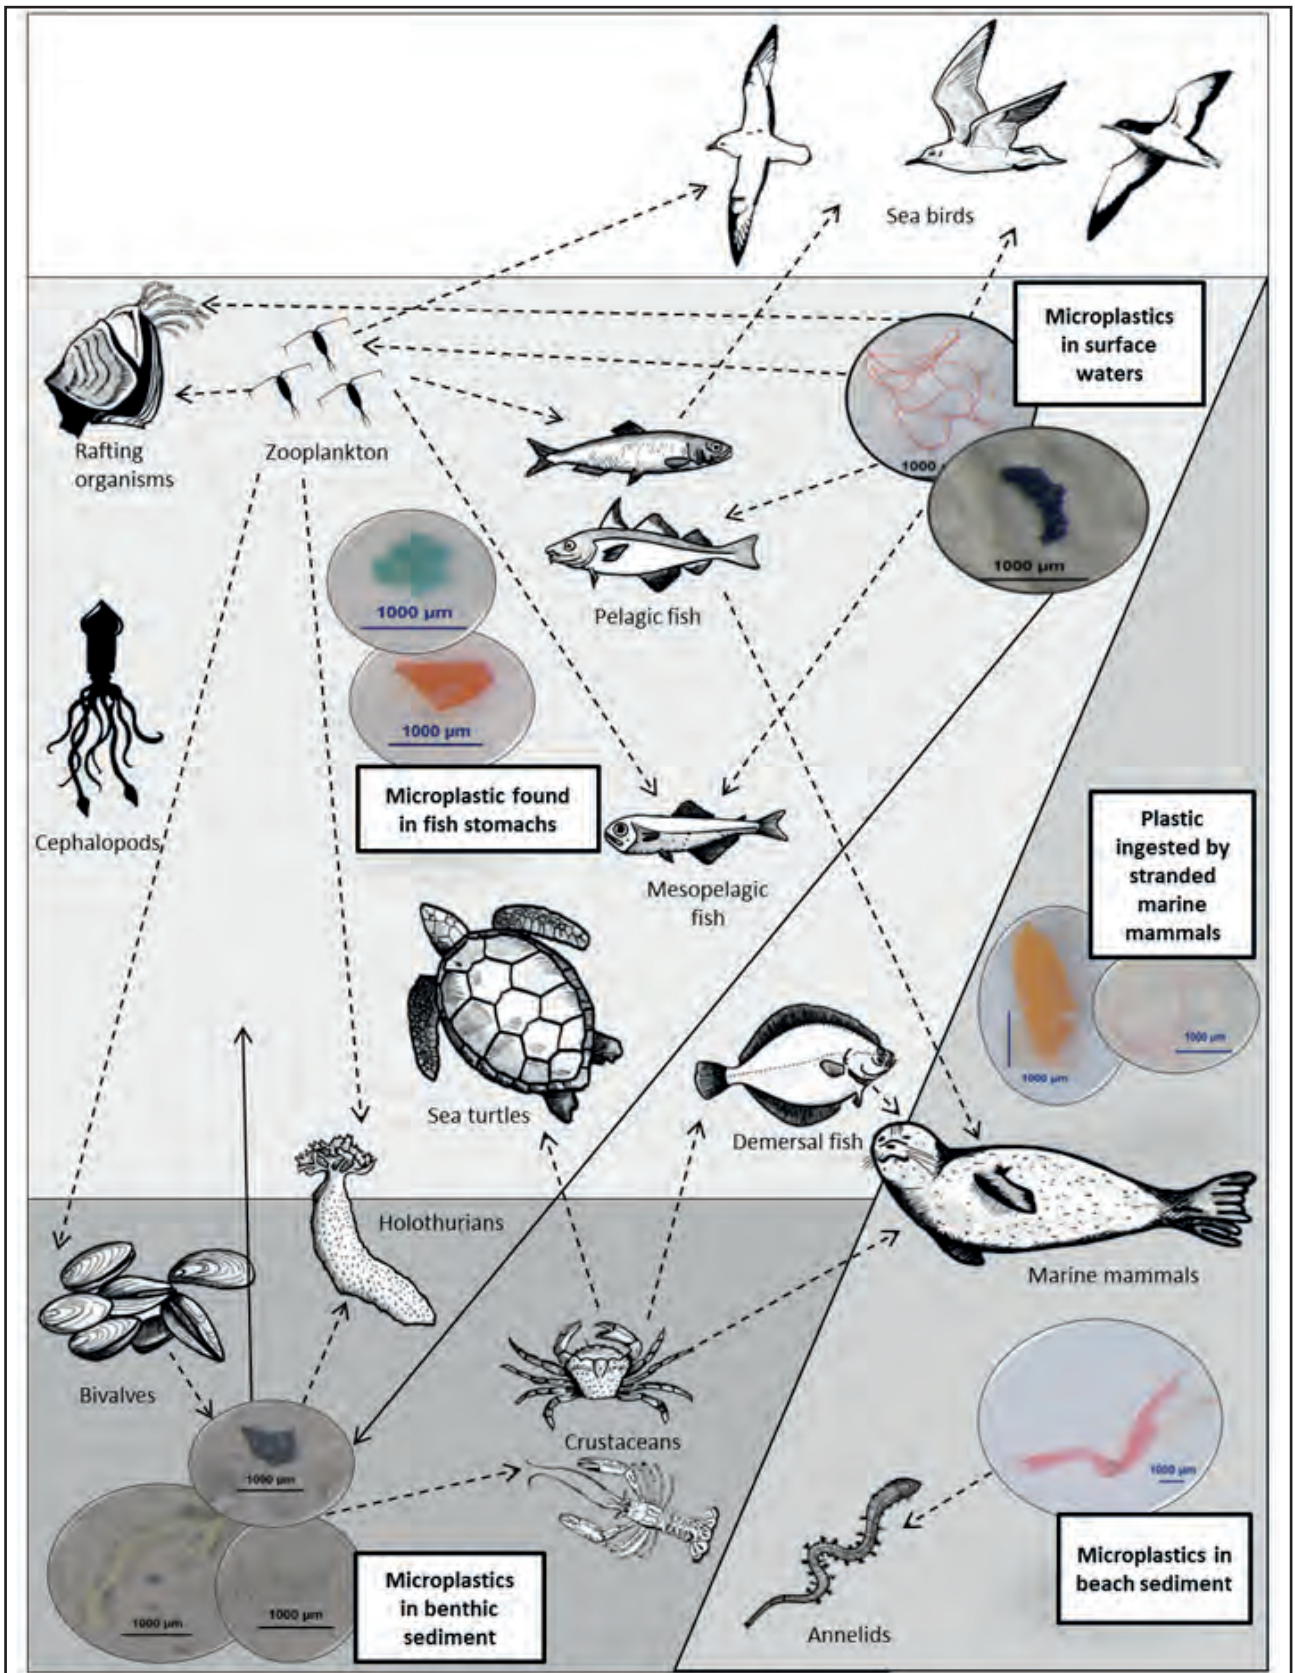 Sea birds
Microplastics
in surface
waters
Rafting
organisms
Zooplankton
1000
1000 µm
1000 µm
Pelagic fish
1000 µm
Microplastic found
in fish stomachs
Cephalopods
Mesopelagic
fish
Plastic
ingested by
stranded
marine
mammals
1000 µm
1000 µm
Sea turtles
Demersal fish
Holothurians
Marine mammals
Bivalves
Crustaceans
1000 µm
1000 µm
Microplastics in
beach sediment
Microplastics
in benthic
sediment
1000 µm
1000 µm
Annelids